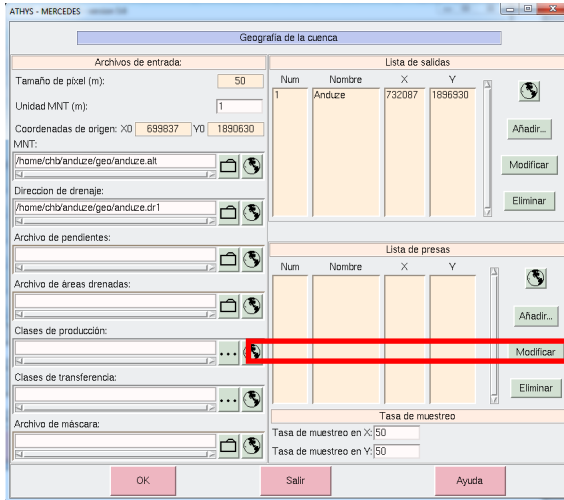 ATHYS - MERCEDES
Geografia de la cuenca
Archivos de entrada:
Tamaño de pixel (m): 50
Unidad MNT (m): 1
Coordenadas de origen: X0 699837 Y0 1890630
MNT:
/home/chb/anduze/geo/anduze.alt
Direccion de drenaje:
/home/chb/anduze/geo/anduze.dr1
Archivo de pendientes:
Archivo de áreas drenadas:
Clases de producción:
...
Clases de transferencia:
...
Archivo de máscara:
Lista de salidas
Num Nombre X Y
1 Anduze 732087 1896930
Añadir...
Modificar
Eliminar
Lista de presas
Num Nombre X Y
Añadir...
Modificar
Eliminar
Tasa de muestreo
Tasa de muestreo en X: 50
Tasa de muestreo en Y: 50
OK Salir Ayuda